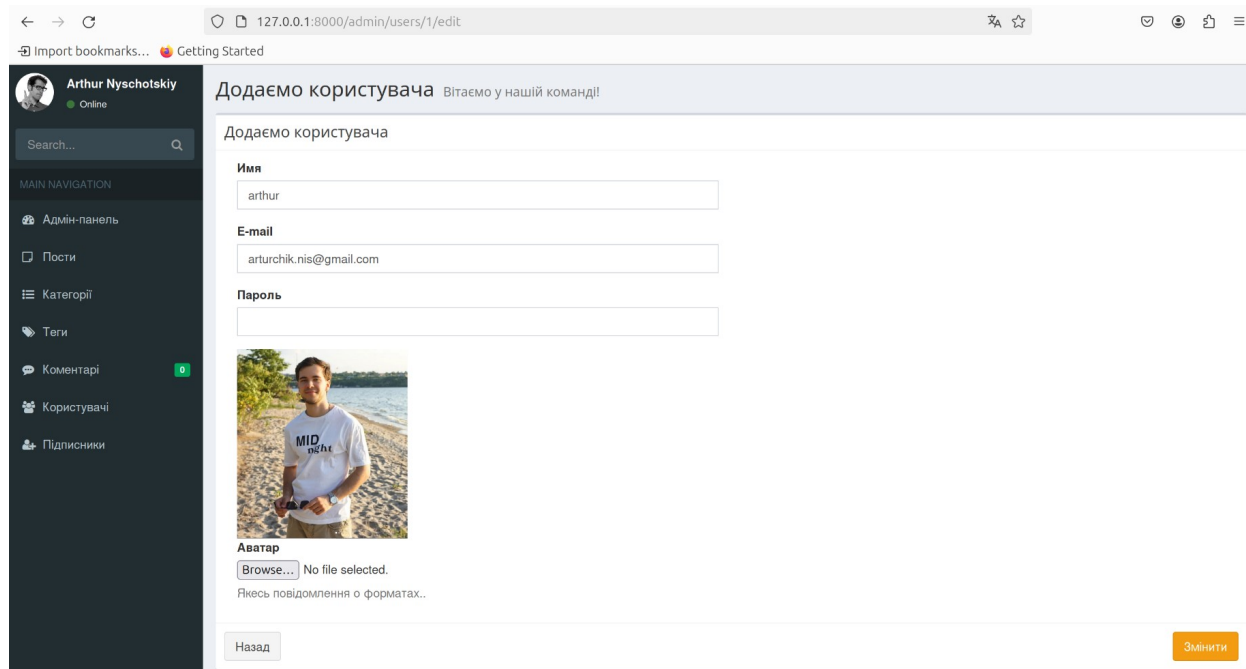 127.0.0.1:8000/admin/users/1/edit
Import bookmarks... Getting Started
Arthur Nyschotskiy
Online
Search...
MAIN NAVIGATION
Адмін-панель
Пости
Категорії
Теги
Коментарі 0
Користувачі
Підписники
Додаємо користувача Вітаємо у нашій команді!
Додаємо користувача
Имя
arthur
E-mail
arturchik.nis@gmail.com
Пароль
MID
night
Аватар
Browse... No file selected.
Якесь повідомлення о форматах..
Назад Змінити